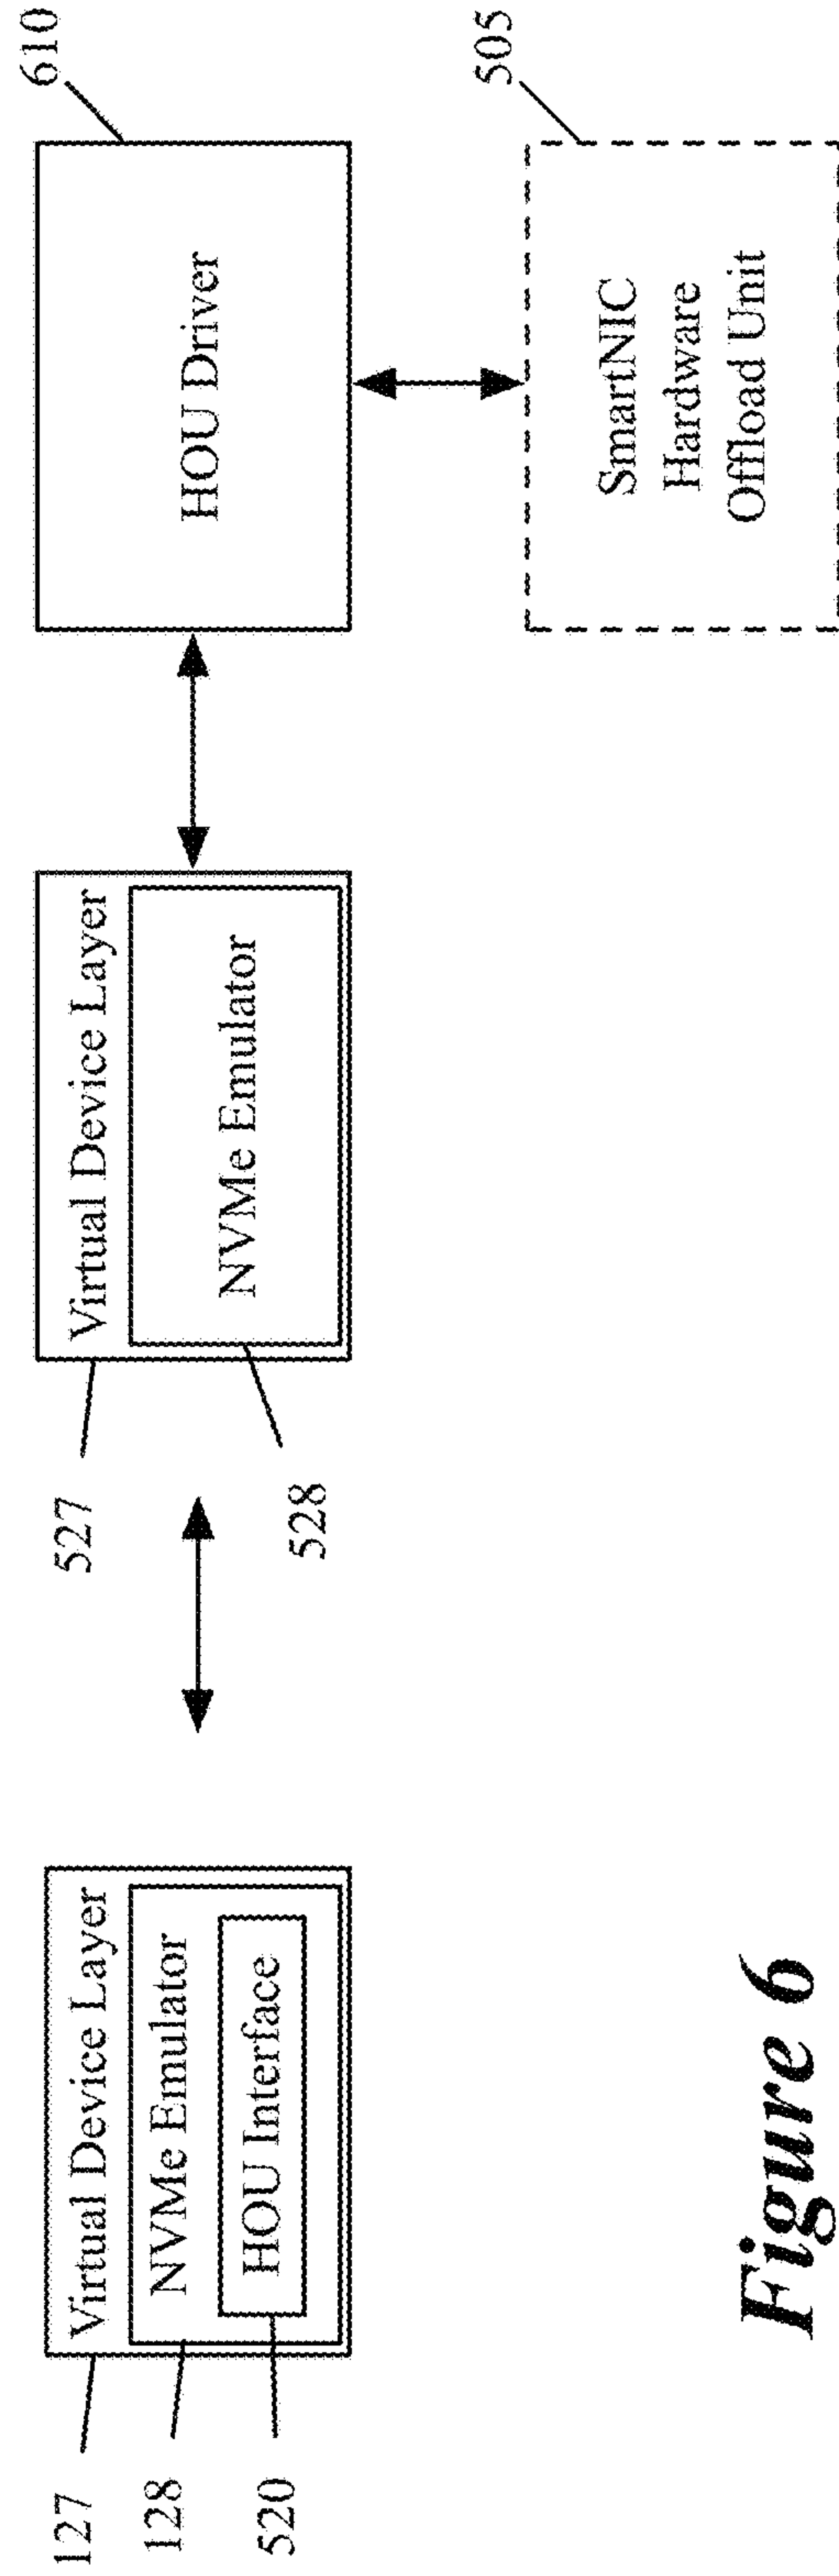 127
128
520
Virtual Device Layer
NVMe Emulator
HOU Interface
527
528
Virtual Device Layer
NVMe Emulator
610
HOU Driver
505
SmartNIC
Hardware
Offload Unit
Figure 6